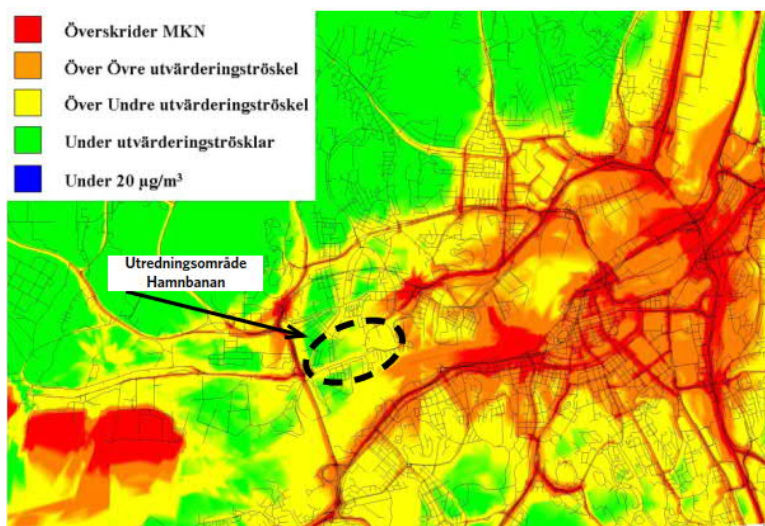 Överskrider MKN
Över Övre utvärderingströskel
Över Undre utvärderingströskel
Under utvärderingströsklar
Under 20 µg/m³
Utredningsområde
Hamnbanan